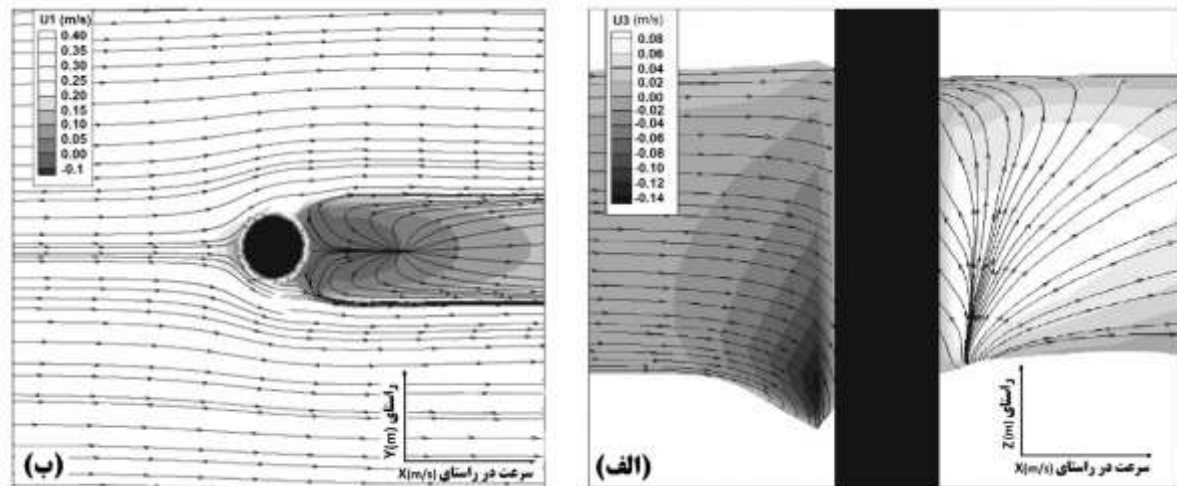 U1 (m/s)
0.40
0.35
0.30
0.25
0.20
0.15
0.10
0.05
0.00
-0.1
راستای Y(m)
سرعت در راستای X(m/s)
(ب)
U3 (m/s)
0.08
0.06
0.04
0.02
0.00
-0.02
-0.04
-0.06
-0.08
-0.10
-0.12
-0.14
راستای Z(m)
سرعت در راستای X(m/s)
(الف)